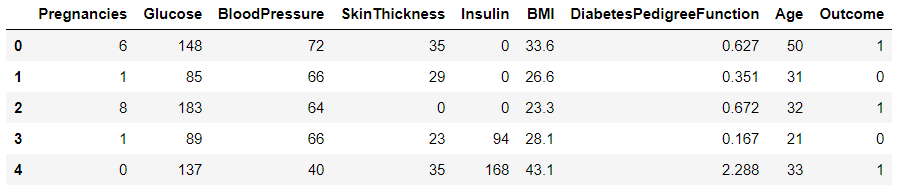 Pregnancies Glucose BloodPressure SkinThickness Insulin BMI DiabetesPedigreeFunction Age Outcome
0 6 148 72 35 0 33.6 0.627 50 1
1 1 85 66 29 0 26.6 0.351 31 0
2 8 183 64 0 0 23.3 0.672 32 1
3 1 89 66 23 94 28.1 0.167 21 0
4 0 137 40 35 168 43.1 2.288 33 1